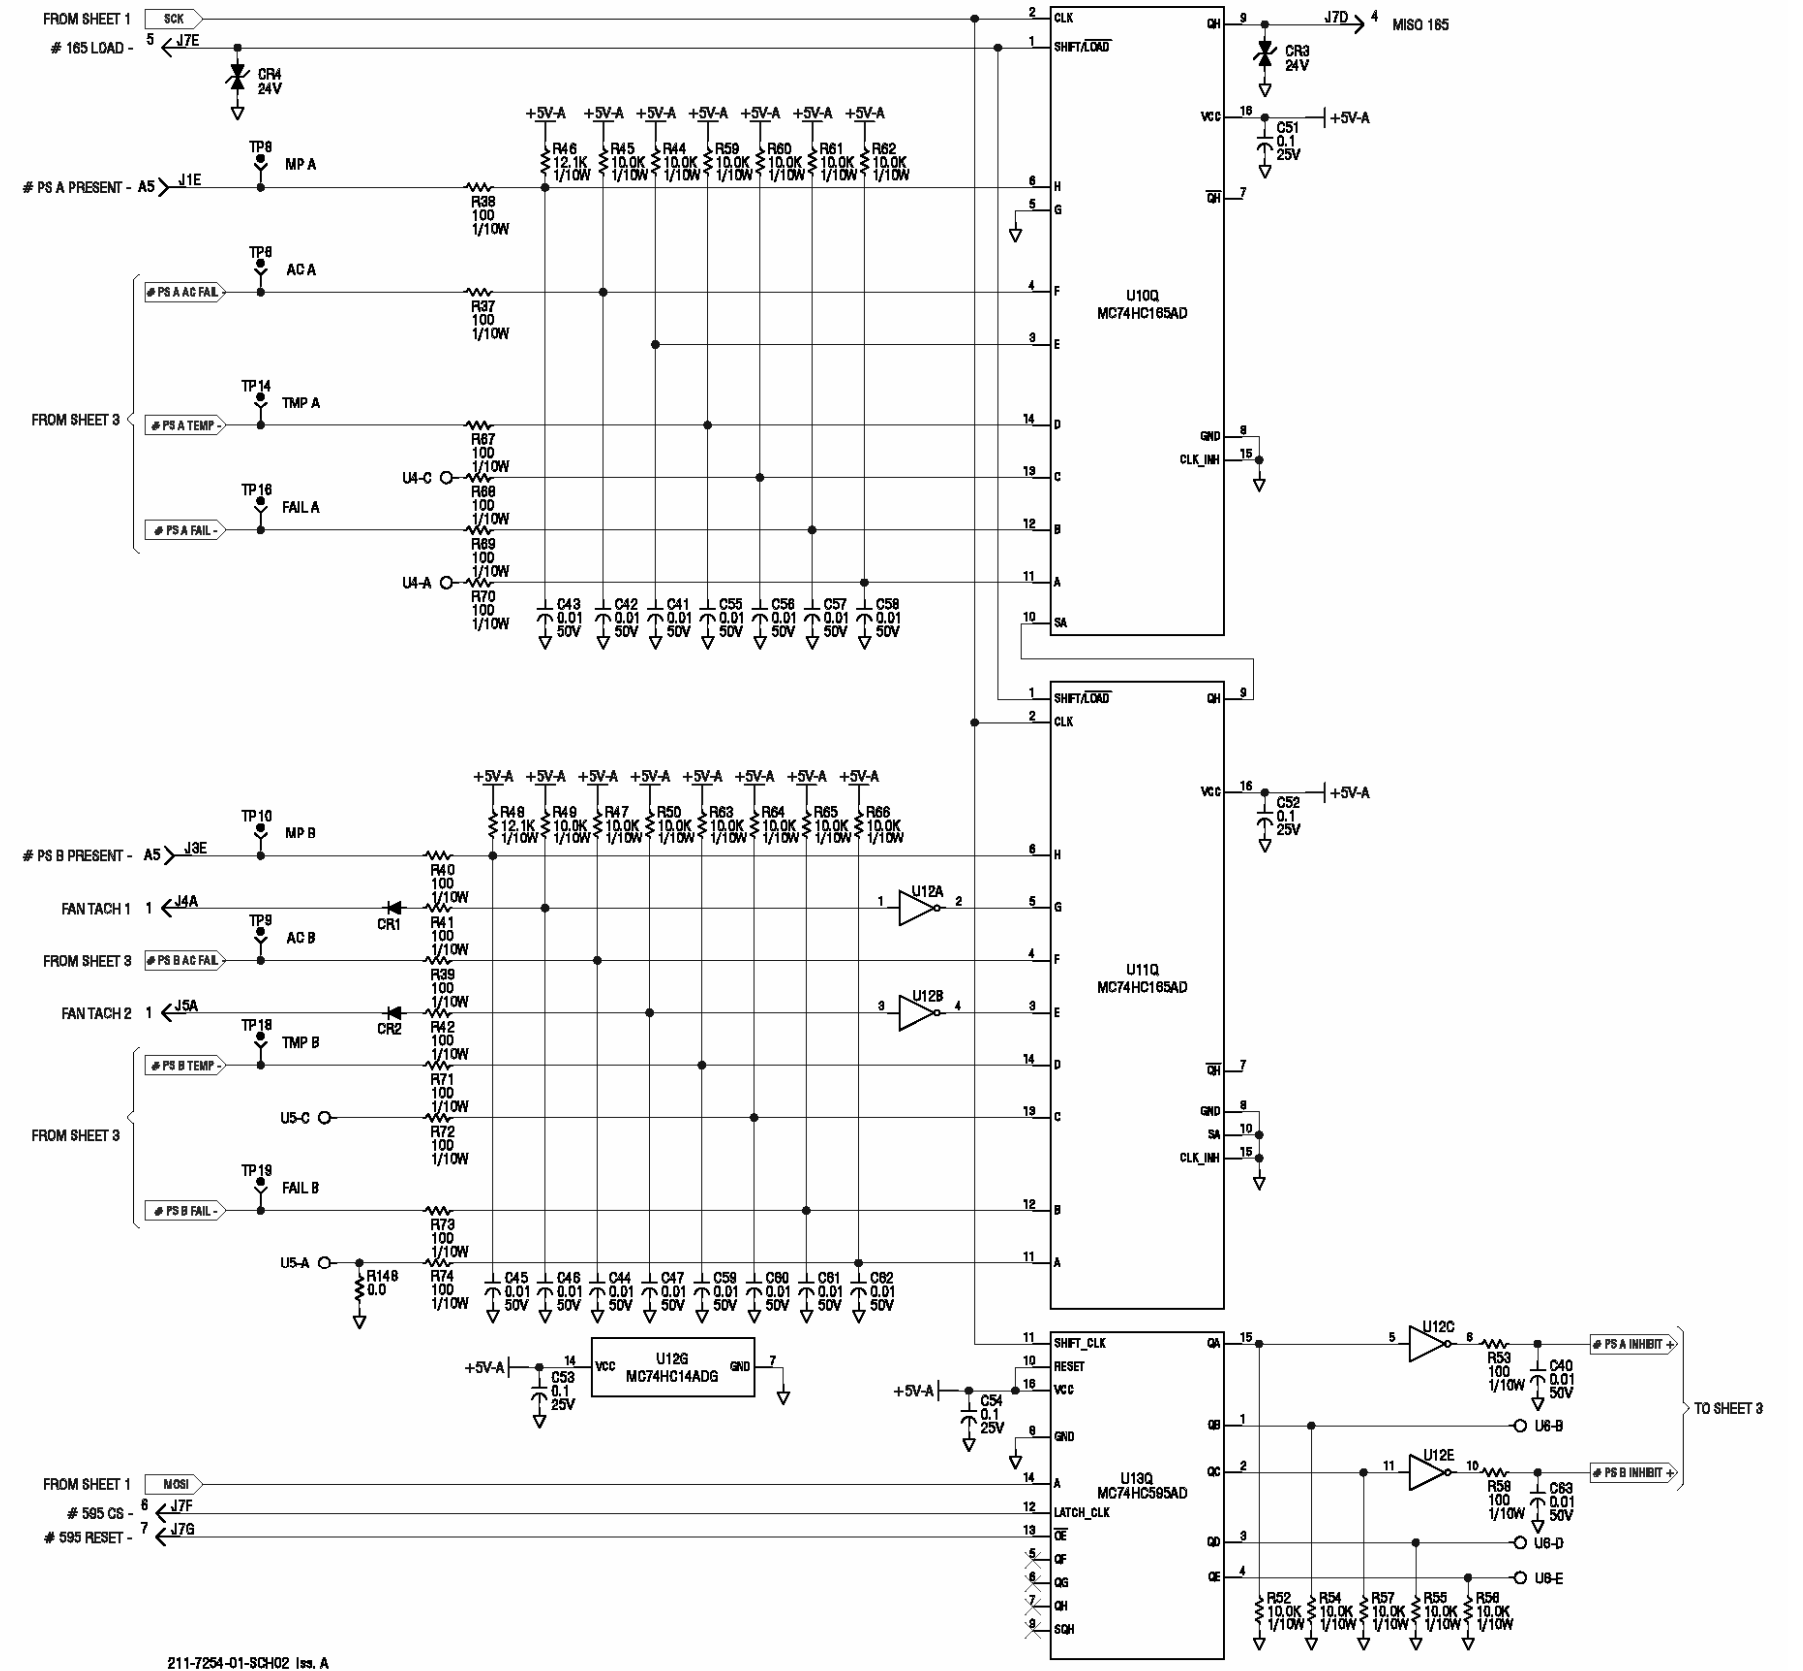 FROM SHEET 1 SCK
# 165 LOAD - 5 J7E
CR4
24V
2 CLK
1 SHIFT/LOAD
QH 9 J7D 4 MISO 165
CR3
24V
VCC 16 +5V-A
C51
0.1
25V
QH 7
+5V-A +5V-A +5V-A +5V-A +5V-A +5V-A +5V-A
R46 R45 R44 R59 R60 R61 R62
12.1K 10.0K 10.0K 10.0K 10.0K 10.0K 10.0K
1/10W 1/10W 1/10W 1/10W 1/10W 1/10W 1/10W
TP8
MP A
# PS A PRESENT - A5 J1E
R38
100
1/10W
6 H
5 G
TP6
AC A
# PS A AC FAIL
R37
100
1/10W
4 F
U10Q
MC74HC165AD
3 E
TP14
TMP A
FROM SHEET 3
# PS A TEMP -
R67
100
1/10W
14 D
GND 8
CLK_INH 15
U4-C
R68
100
1/10W
13 C
TP16
FAIL A
# PS A FAIL -
R69
100
1/10W
12 B
U4-A
R70
100
1/10W
11 A
C43 C42 C41 C55 C56 C57 C58
0.01 0.01 0.01 0.01 0.01 0.01 0.01
50V 50V 50V 50V 50V 50V 50V
10 SA
1 SHIFT/LOAD
2 CLK
QH 9
+5V-A +5V-A +5V-A +5V-A +5V-A +5V-A +5V-A +5V-A
R48 R49 R47 R50 R63 R64 R65 R66
12.1K 10.0K 10.0K 10.0K 10.0K 10.0K 10.0K 10.0K
1/10W 1/10W 1/10W 1/10W 1/10W 1/10W 1/10W 1/10W
VCC 16 +5V-A
C52
0.1
25V
TP10
MP B
# PS B PRESENT - A5 J3E
R40
100
1/10W
6 H
FAN TACH 1 1 J4A
CR1
R41
100
1/10W
1 U12A 2
5 G
TP9
AC B
FROM SHEET 3 # PS B AC FAIL
R39
100
1/10W
4 F
U11Q
MC74HC165AD
FAN TACH 2 1 J5A
CR2
R42
100
1/10W
3 U12B 4
3 E
TP18
TMP B
# PS B TEMP -
R71
100
1/10W
14 D
QH 7
GND 8
SA 10
CLK_INH 15
FROM SHEET 3
U5-C
R72
100
1/10W
13 C
TP19
FAIL B
# PS B FAIL -
R73
100
1/10W
12 B
U5-A
R148
0.0
R74
100
1/10W
11 A
C45 C46 C44 C47 C59 C60 C61 C62
0.01 0.01 0.01 0.01 0.01 0.01 0.01 0.01
50V 50V 50V 50V 50V 50V 50V 50V
+5V-A
C53
0.1
25V
14 VCC
U12G
MC74HC14ADG
GND 7
11 SHIFT_CLK
10 RESET
+5V-A
16 VCC
C54
0.1
25V
8 GND
U13Q
MC74HC595AD
QA 15
5 U12C 6
R53
100
1/10W
C40
0.01
50V
# PS A INHIBIT +
QB 1 U6-B
TO SHEET 3
QC 2
11 U12E 10
R58
100
1/10W
C63
0.01
50V
# PS B INHIBIT +
FROM SHEET 1 MOSI
14 A
# 595 CS - 6 J7F
12 LATCH_CLK
# 595 RESET - 7 J7G
13 OE
5 QF
6 QG
7 QH
9 SQH
QD 3 U6-D
QE 4 U6-E
R52 R54 R57 R55 R56
10.0K 10.0K 10.0K 10.0K 10.0K
1/10W 1/10W 1/10W 1/10W 1/10W
211-7254-01-SCH02 Iss. A